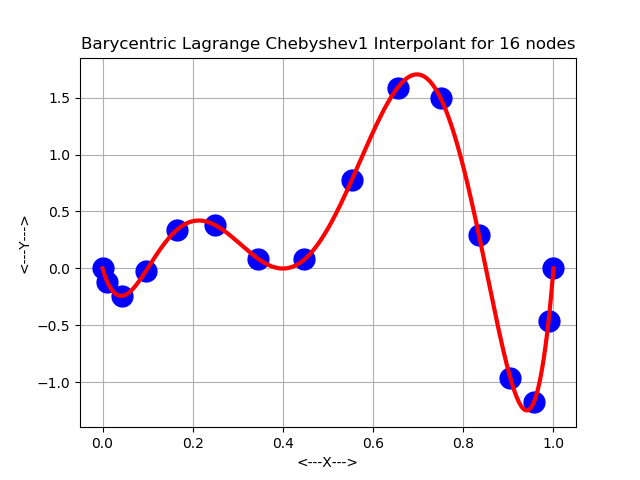 Barycentric Lagrange Chebyshev1 Interpolant for 16 nodes
1.5
1.0
0.5
0.0
−0.5
−1.0
<---Y--->
0.0 0.2 0.4 0.6 0.8 1.0
<---X--->